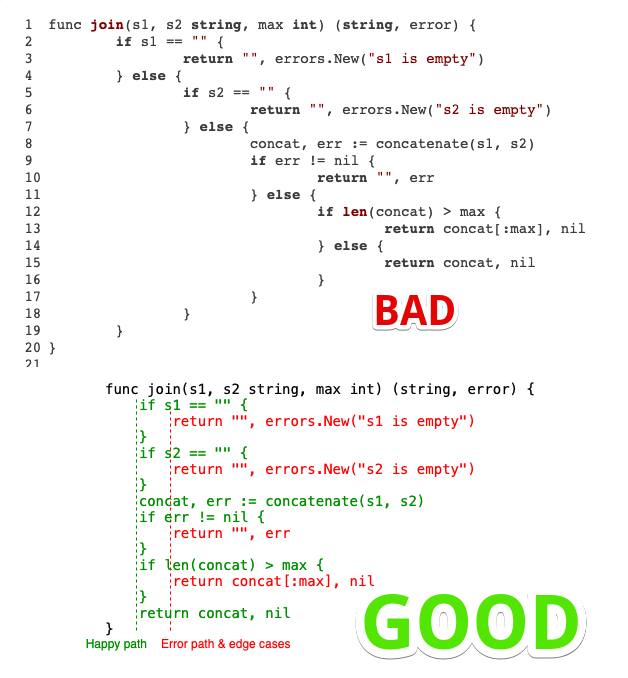 1 func join(s1, s2 string, max int) (string, error) {
2 if s1 == "" {
3 return "", errors.New("s1 is empty")
4 } else {
5 if s2 == "" {
6 return "", errors.New("s2 is empty")
7 } else {
8 concat, err := concatenate(s1, s2)
9 if err != nil {
10 return "", err
11 } else {
12 if len(concat) > max {
13 return concat[:max], nil
14 } else {
15 return concat, nil
16 }
17 }
18 }
19 }
20 }
21
BAD
func join(s1, s2 string, max int) (string, error) {
if s1 == "" {
return "", errors.New("s1 is empty")
}
if s2 == "" {
return "", errors.New("s2 is empty")
}
concat, err := concatenate(s1, s2)
if err != nil {
return "", err
}
if len(concat) > max {
return concat[:max], nil
}
return concat, nil
}
GOOD
Happy path Error path & edge cases